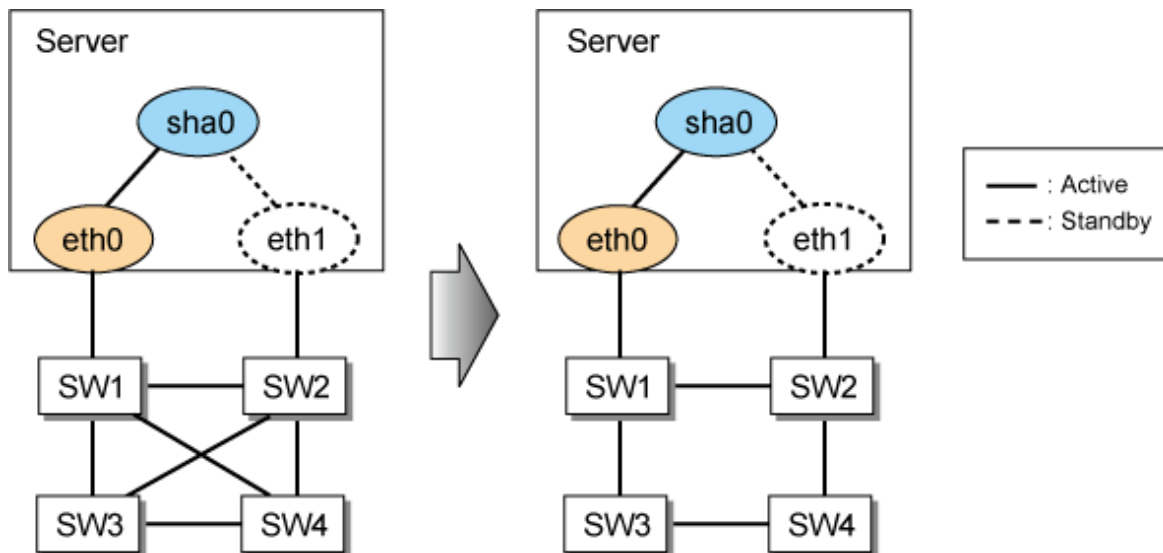 Server
sha0
eth0
eth1
SW1
SW2
SW3
SW4
Server
sha0
eth0
eth1
SW1
SW2
SW3
SW4
: Active
: Standby